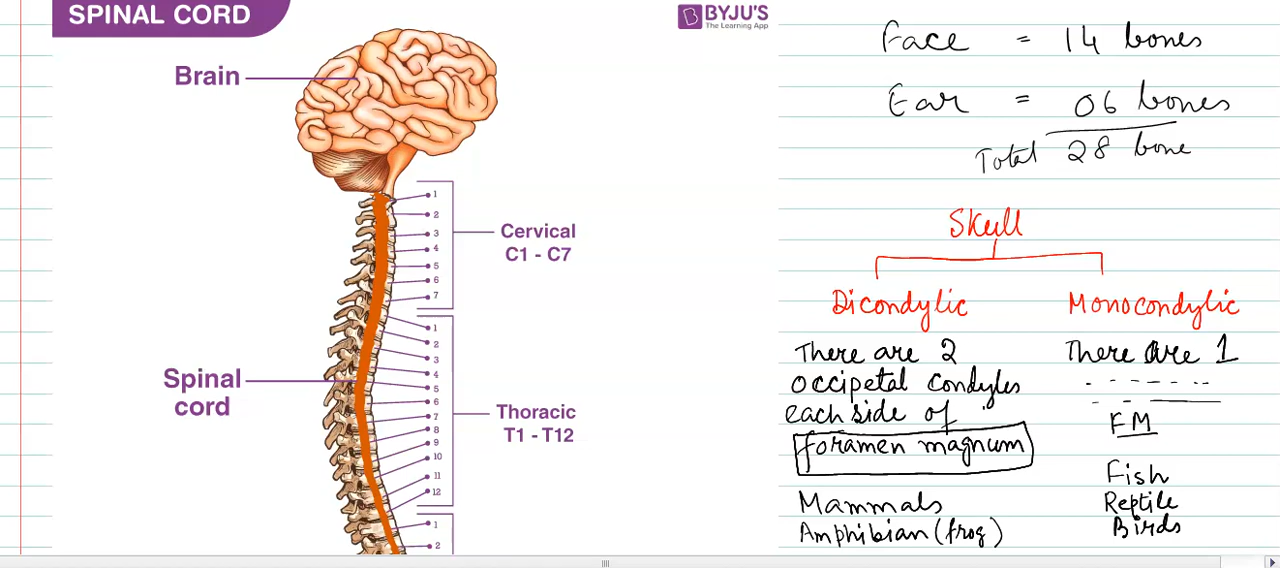 SPINAL CORD
BYJU'S
The Learning App
Brain
1
2
3
4
5
6
7
Cervical
C1 - C7
1
2
3
4
5
6
7
8
9
10
11
12
Thoracic
T1 - T12
Spinal
cord
1
2
Face = 14 bones
Ear = 06 bones
Total 28 bone
Skull
Dicondylic
There are 2
occipetal condyles
each side of
foramen magnum
Mammals
Amphibian (frog)
Monocondylic
There are 1
FM
Fish
Reptile
Birds